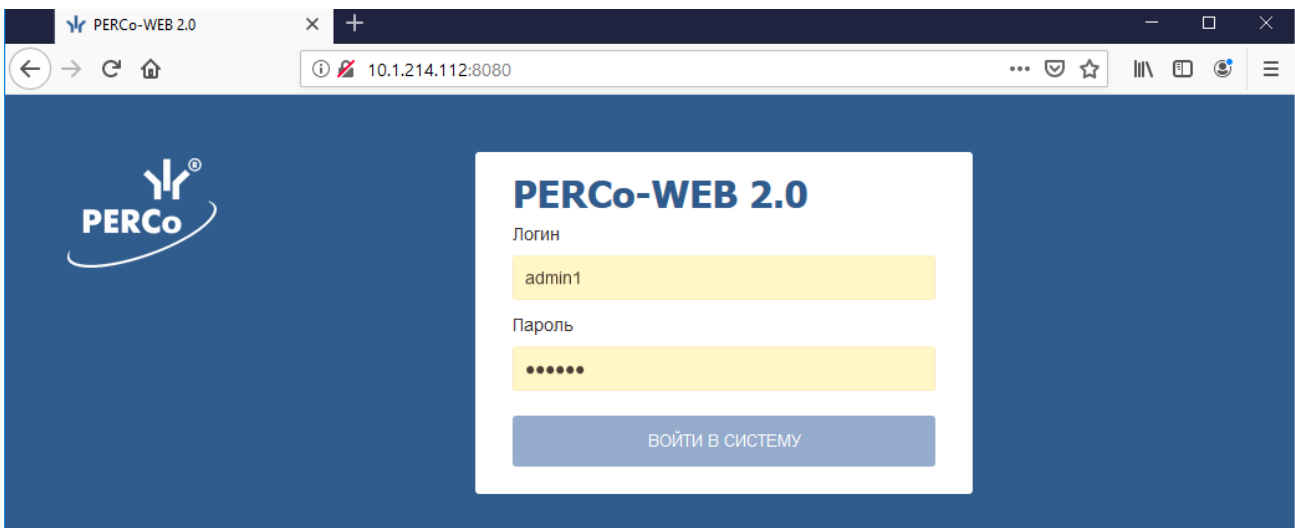 PERCo-WEB 2.0
10.1.214.112:8080
PERCo®
PERCo-WEB 2.0
Логин
admin1
Пароль
••••••
ВОЙТИ В СИСТЕМУ